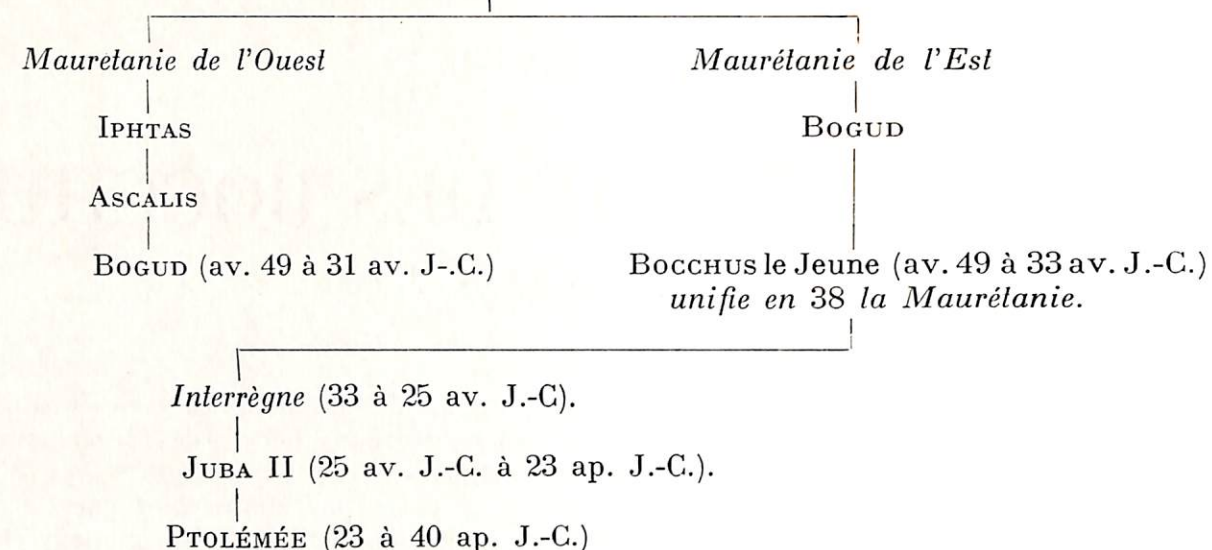 Maurétanie de l'Ouest
Maurétanie de l'Est
IPHTAS
BOGUD
ASCALIS
BOGUD (av. 49 à 31 av. J-.C.)
BOCCHUS le Jeune (av. 49 à 33 av. J.-C.)
unifie en 38 la Maurétanie.
Interrègne (33 à 25 av. J.-C).
JUBA II (25 av. J.-C. à 23 ap. J.-C.).
PTOLÉMÉE (23 à 40 ap. J.-C.)